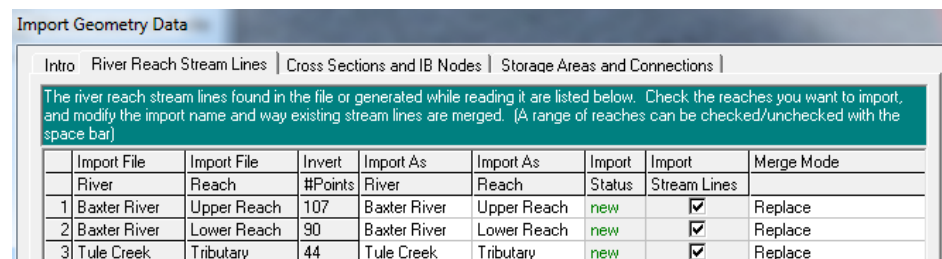 Import Geometry Data
Intro River Reach Stream Lines Cross Sections and IB Nodes Storage Areas and Connections
The river reach stream lines found in the file or generated while reading it are listed below. Check the reaches you want to import,
and modify the import name and way existing stream lines are merged. (A range of reaches can be checked/unchecked with the
space bar)
Import File Import File Invert Import As Import As Import Import Merge Mode
River Reach #Points River Reach Status Stream Lines
1 Baxter River Upper Reach 107 Baxter River Upper Reach new Replace
2 Baxter River Lower Reach 90 Baxter River Lower Reach new Replace
3 Tule Creek Tributary 44 Tule Creek Tributary new Replace